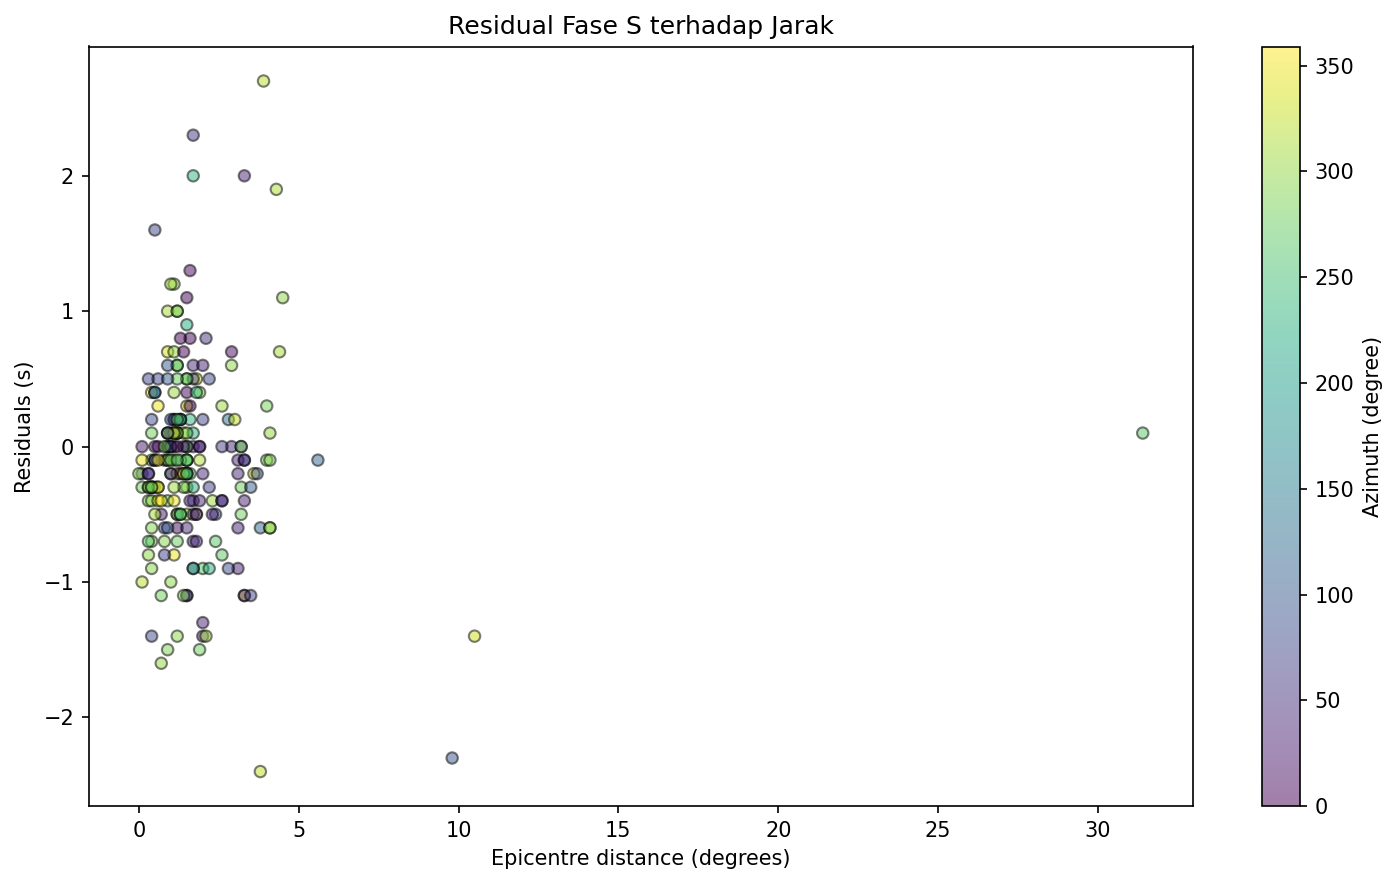 Residual Fase S terhadap Jarak
Residuals (s)
2
1
0
−1
−2
0 5 10 15 20 25 30
Epicentre distance (degrees)
350
300
250
200
150
100
50
0
Azimuth (degree)